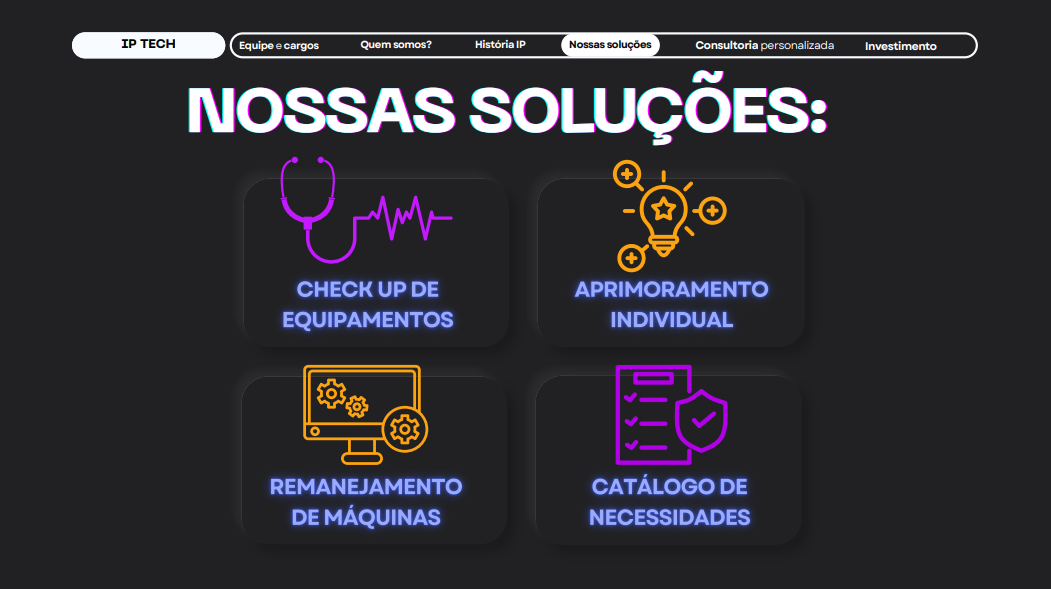 IP TECH
Equipe e cargos
Quem somos?
História IP
Nossas soluções
Consultoria personalizada
Investimento
NOSSAS SOLUÇÕES:
CHECK UP DE
EQUIPAMENTOS
APRIMORAMENTO
INDIVIDUAL
REMANEJAMENTO
DE MÁQUINAS
CATÁLOGO DE
NECESSIDADES